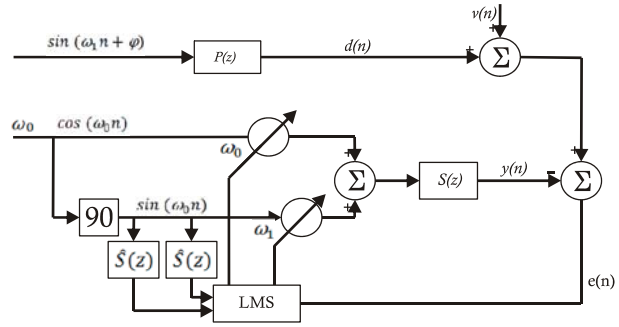 v(n)
sin (ω₁n + φ)
P(z)
d(n)
+
+
Σ
ω₀
cos (ω₀n)
ω₀
+
+
Σ
S(z)
y(n)
+
-
Σ
90
sin (ω₀n)
ω₁
Ŝ(z)
Ŝ(z)
LMS
e(n)